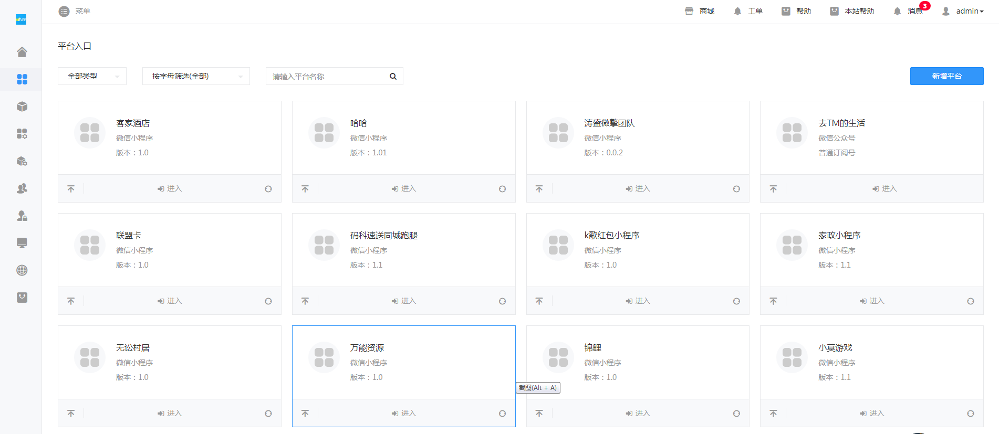 菜单
商城
工单
帮助
本站帮助
消息
3
admin
平台入口
全部类型
按字母筛选(全部)
请输入平台名称
新增平台
客家酒店
微信小程序
版本：1.0
进入
哈哈
微信小程序
版本：1.01
进入
涛盛微擎团队
微信小程序
版本：0.0.2
进入
去TM的生活
微信公众号
普通订阅号
进入
联盟卡
微信小程序
版本：1.0
进入
码科速送同城跑腿
微信小程序
版本：1.1
进入
k歌红包小程序
微信小程序
版本：1.0
进入
家政小程序
微信小程序
版本：1.1
进入
无讼村居
微信小程序
版本：1.0
进入
万能资源
微信小程序
版本：1.0
进入
截图(Alt + A)
锦鲤
微信小程序
版本：1.0
进入
小莫游戏
微信小程序
版本：1.1
进入